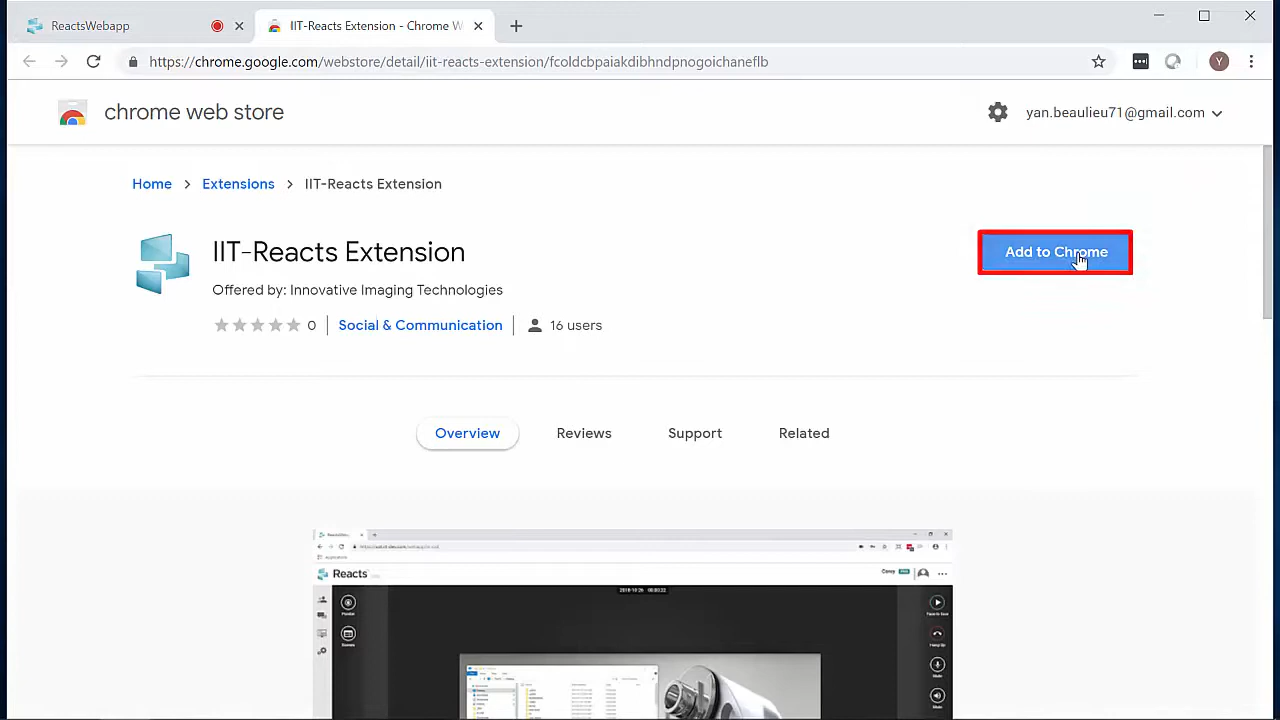 ReactsWebapp
IIT-Reacts Extension - Chrome W
https://chrome.google.com/webstore/detail/iit-reacts-extension/fcoldcbpaiakdibhndpnogoichaneflb
Y
chrome web store
yan.beaulieu71@gmail.com
Home > Extensions > IIT-Reacts Extension
IIT-Reacts Extension
Add to Chrome
Offered by: Innovative Imaging Technologies
0 Social & Communication 16 users
Overview Reviews Support Related
Reacts